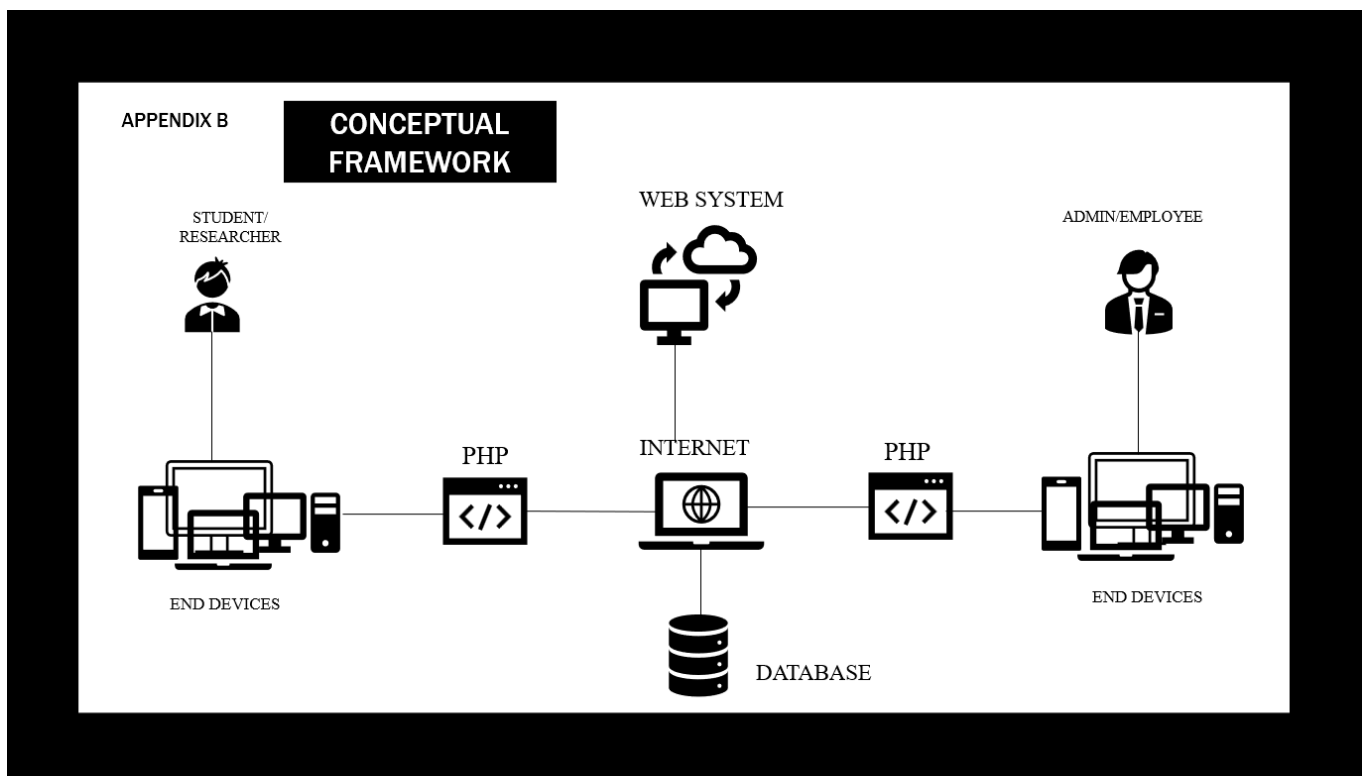 APPENDIX B
CONCEPTUAL
FRAMEWORK
STUDENT/
RESEARCHER
WEB SYSTEM
ADMIN/EMPLOYEE
PHP
INTERNET
PHP
</>
</>
END DEVICES
END DEVICES
DATABASE